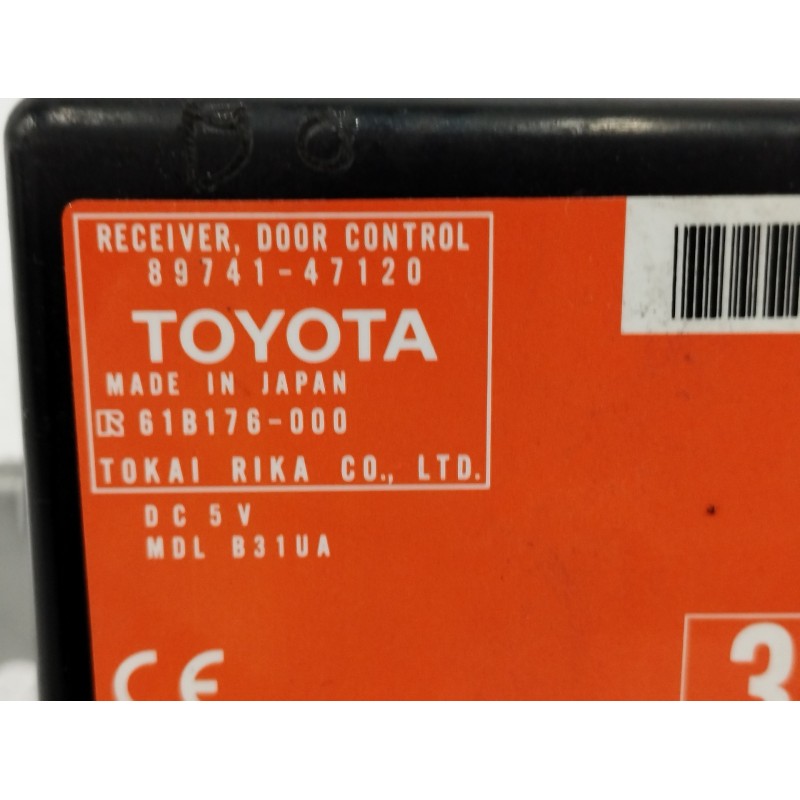 RECEIVER, DOOR CONTROL
89741-47120
TOYOTA
MADE IN JAPAN
R 61B176-000
TOKAI RIKA CO., LTD.
DC 5V
MDL B31UA
CE
3